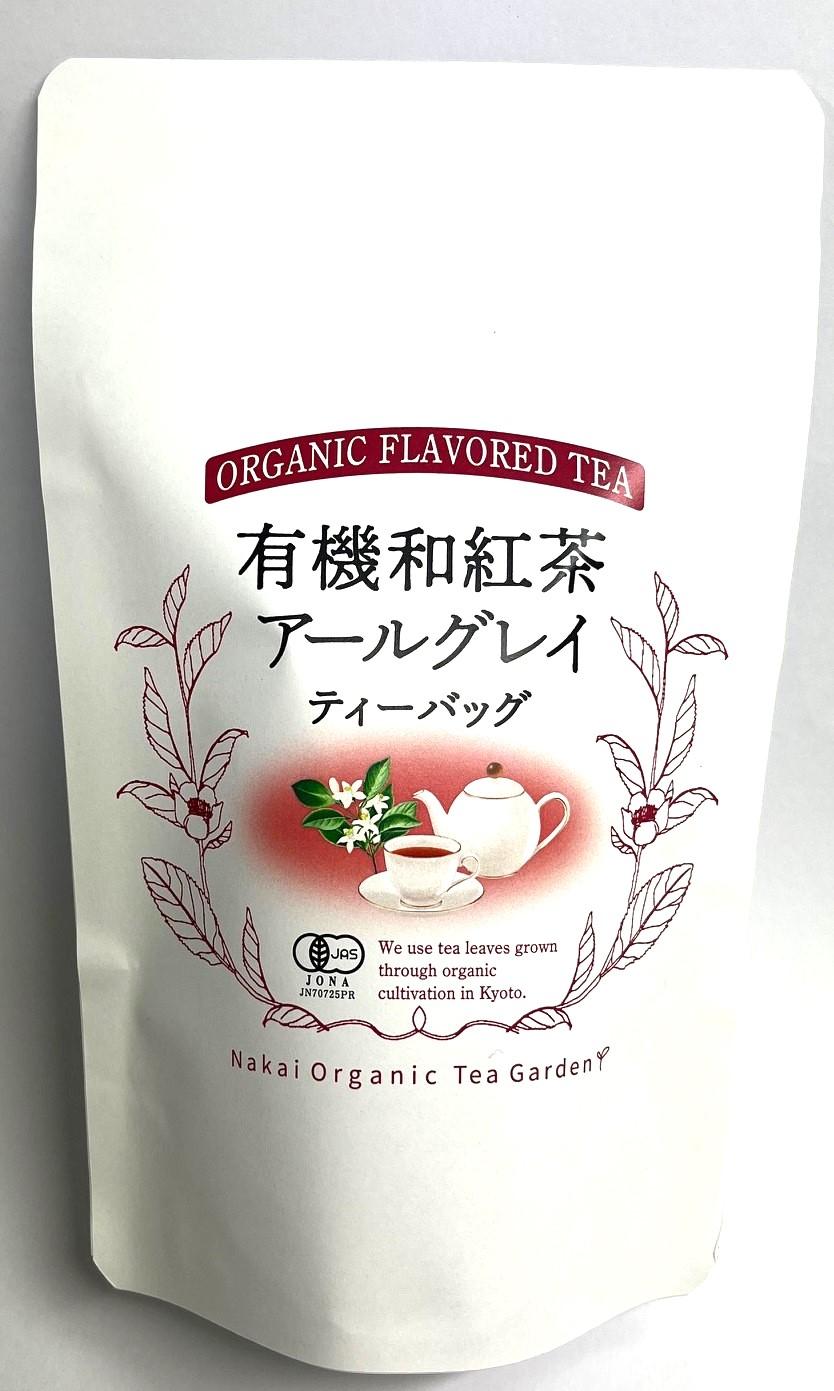 ORGANIC FLAVORED TEA
有機和紅茶
アールグレイ
ティーバッグ
JAS
JONA
JN70725PR
We use tea leaves grown
through organic
cultivation in Kyoto.
Nakai Organic Tea Garden